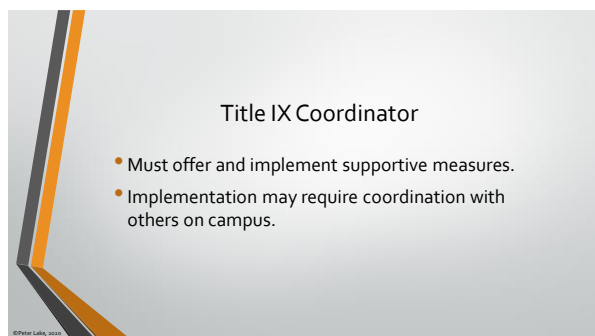 Title IX Coordinator
• Must offer and implement supportive measures.
• Implementation may require coordination with
others on campus.
©Peter Lake, 2020